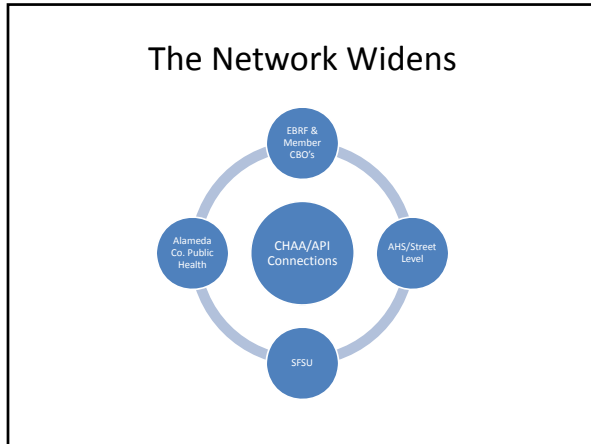 The Network Widens
EBRF &
Member
CBO's
Alameda
Co. Public
Health
CHAA/API
Connections
AHS/Street
Level
SFSU